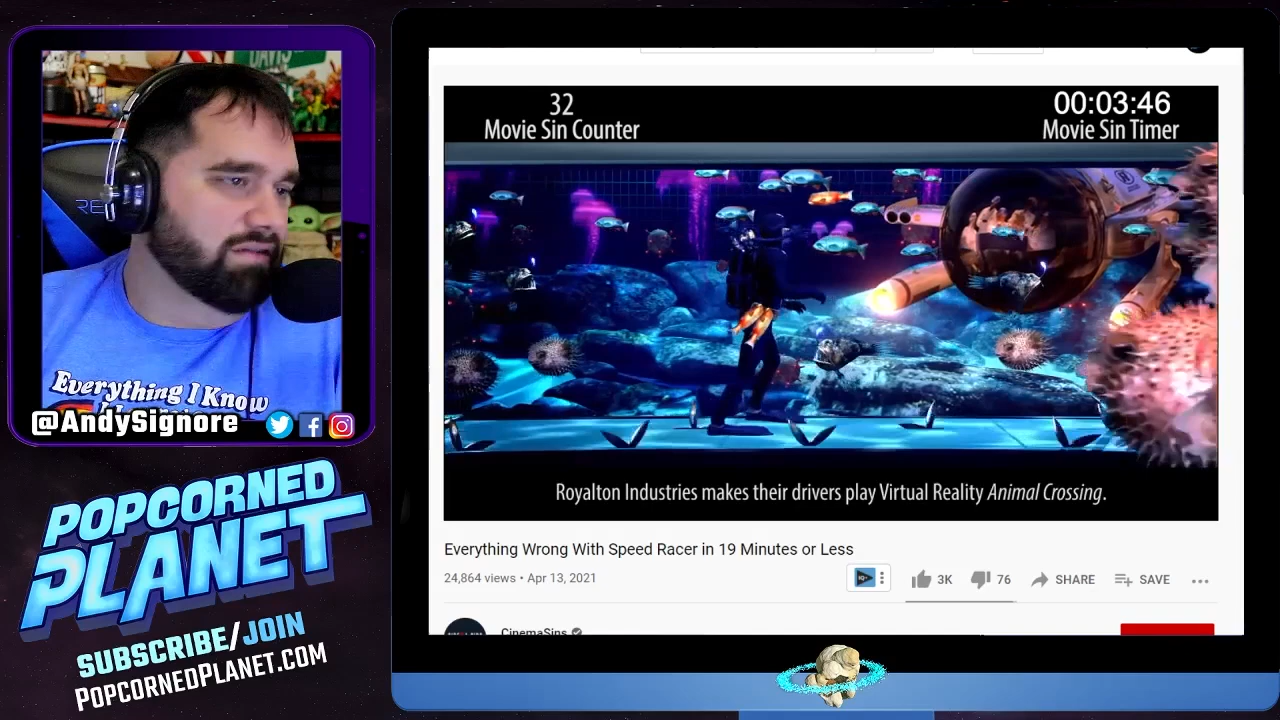 DAVIS
RE
Everything I Know
@AndySignore
POPCORNED
PLANET
SUBSCRIBE/JOIN
POPCORNEDPLANET.COM
32
Movie Sin Counter
00:03:46
Movie Sin Timer
Royalton Industries makes their drivers play Virtual Reality Animal Crossing.
Everything Wrong With Speed Racer in 19 Minutes or Less
24,864 views • Apr 13, 2021
3K
76
SHARE
SAVE
CinemaSins